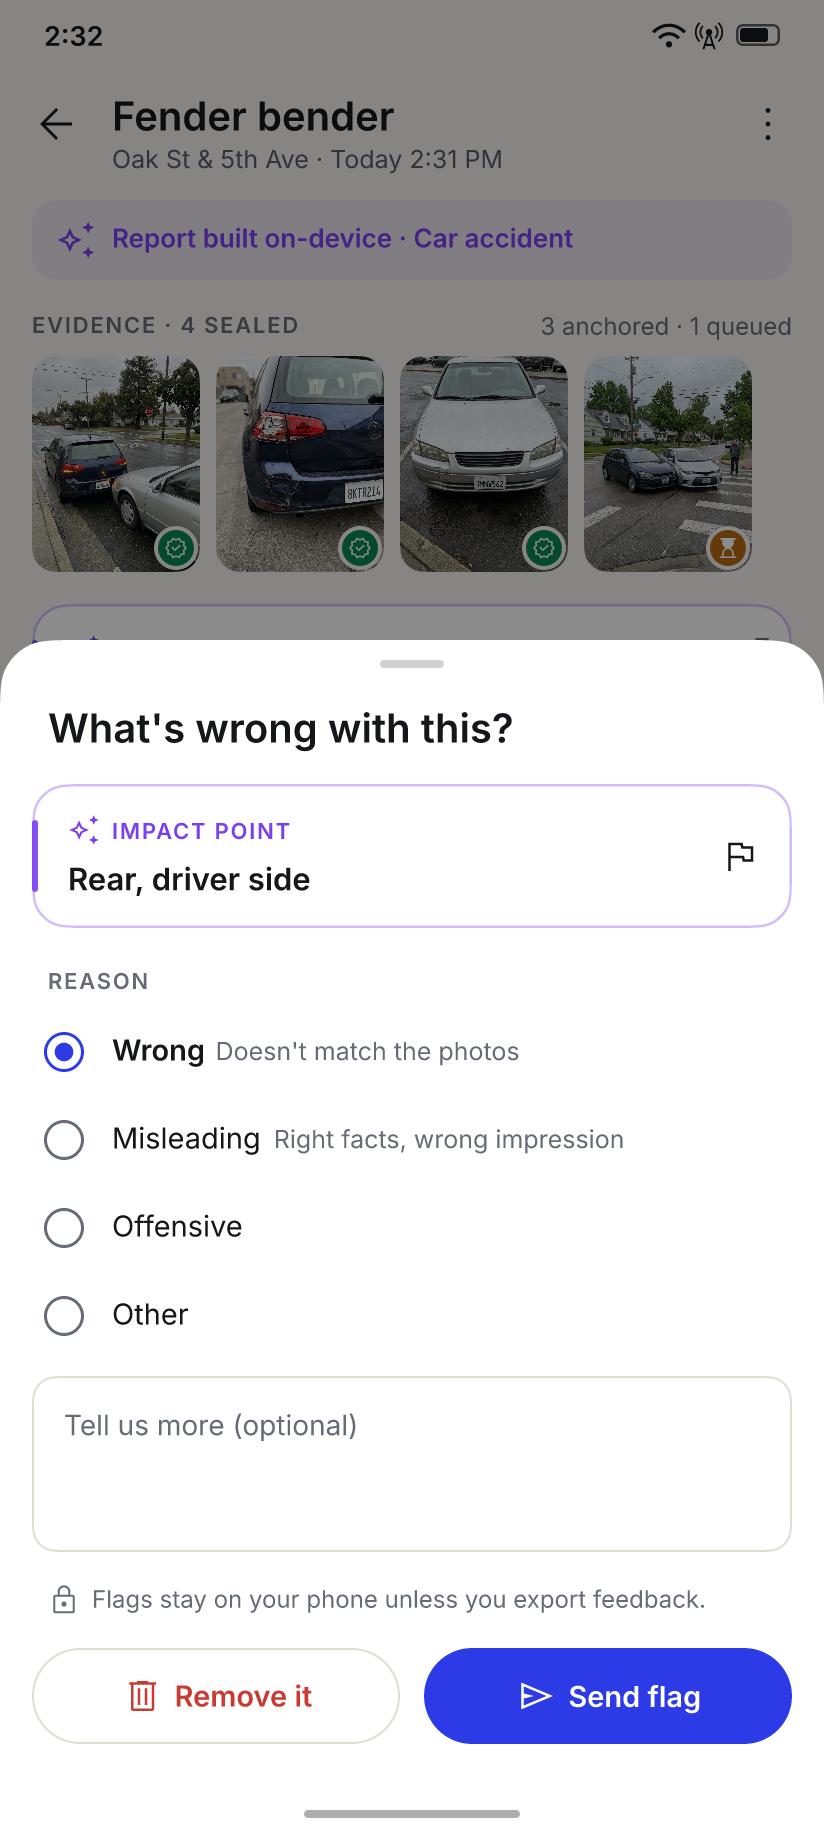 2:32
Fender bender
Oak St & 5th Ave · Today 2:31 PM
Report built on-device · Car accident
EVIDENCE · 4 SEALED
3 anchored · 1 queued
8KTR214
7MNV562
What's wrong with this?
IMPACT POINT
Rear, driver side
REASON
Wrong Doesn't match the photos
Misleading Right facts, wrong impression
Offensive
Other
Tell us more (optional)
Flags stay on your phone unless you export feedback.
Remove it
Send flag